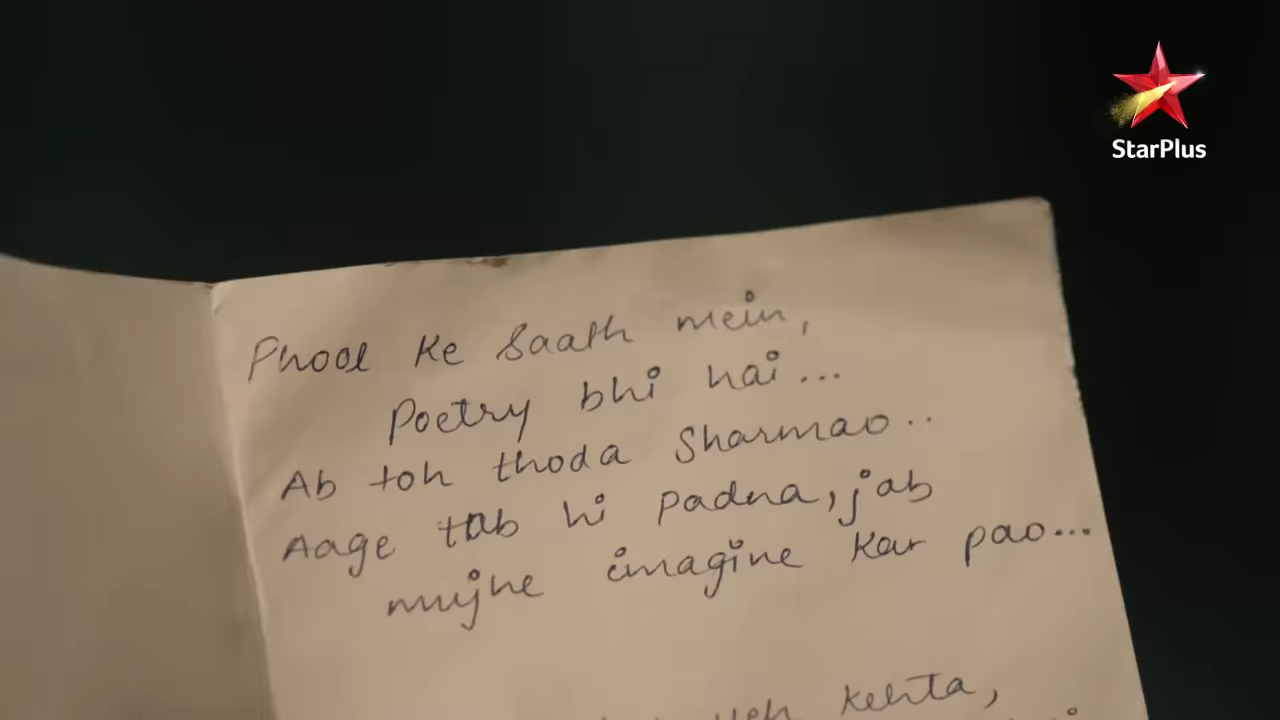 StarPlus
Phool Ke Saath mein,
Poetry bhi hai...
Ab toh thoda Sharmao..
Aage tab hi padna, jab
mujhe imagine Kar pao...
Kehta,